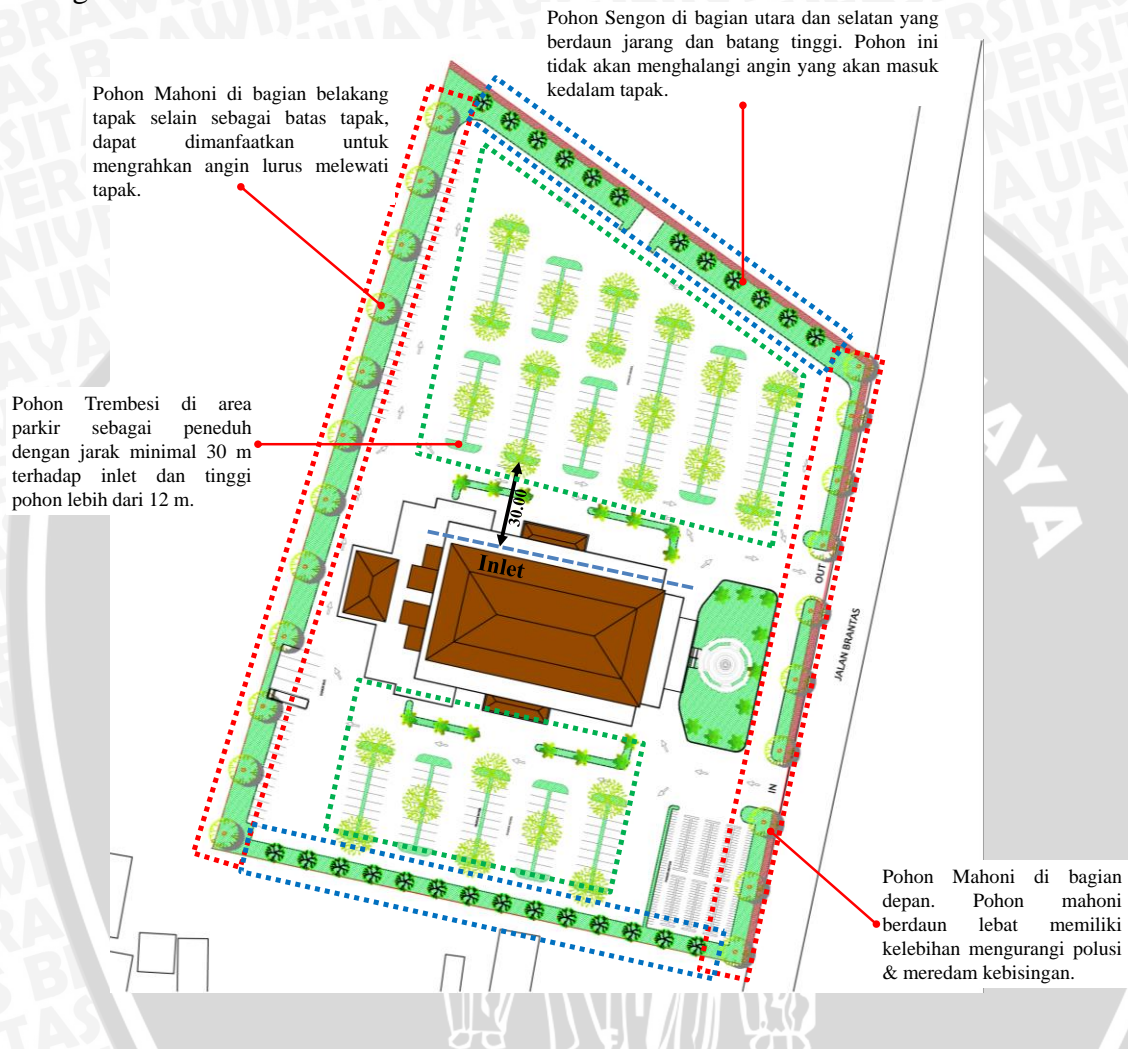 Pohon Sengon di bagian utara dan selatan yang
berdaun jarang dan batang tinggi. Pohon ini
tidak akan menghalangi angin yang akan masuk
kedalam tapak.
Pohon Mahoni di bagian belakang
tapak selain sebagai batas tapak,
dapat dimanfaatkan untuk
mengrahkan angin lurus melewati
tapak.
Pohon Trembesi di area
parkir sebagai peneduh
dengan jarak minimal 30 m
terhadap inlet dan tinggi
pohon lebih dari 12 m.
30.00
Inlet
OUT
JALAN BRANTAS
IN
Pohon Mahoni di bagian
depan. Pohon mahoni
berdaun lebat memiliki
kelebihan mengurangi polusi
& meredam kebisingan.